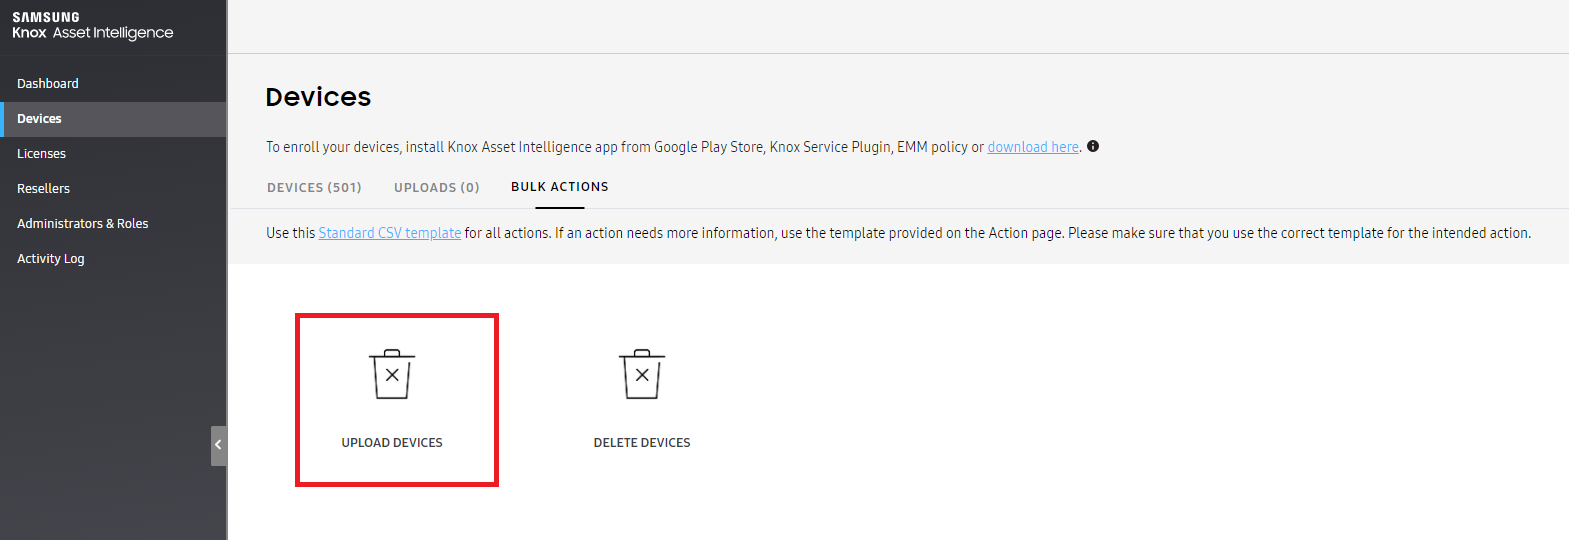 SAMSUNG
Knox Asset Intelligence
Dashboard
Devices
Licenses
Resellers
Administrators & Roles
Activity Log
Devices
To enroll your devices, install Knox Asset Intelligence app from Google Play Store, Knox Service Plugin, EMM policy or download here.
DEVICES (501) UPLOADS (0) BULK ACTIONS
Use this Standard CSV template for all actions. If an action needs more information, use the template provided on the Action page. Please make sure that you use the correct template for the intended action.
UPLOAD DEVICES DELETE DEVICES